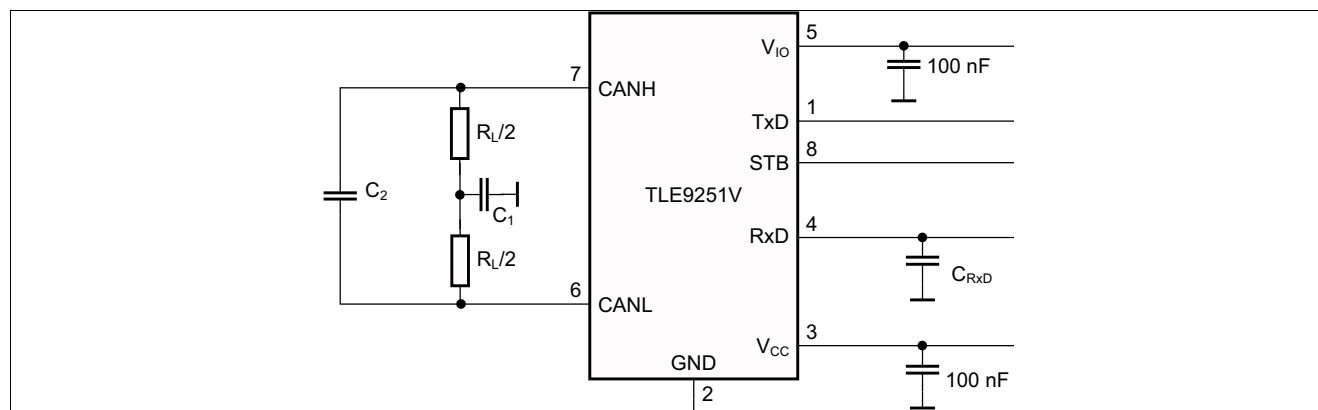 5
V_IO
100 nF
7
CANH
1
R_L/2
TxD
8
STB
C_2
TLE9251V
C_1
4
RxD
R_L/2
C_RxD
6
CANL
3
V_CC
GND
100 nF
2